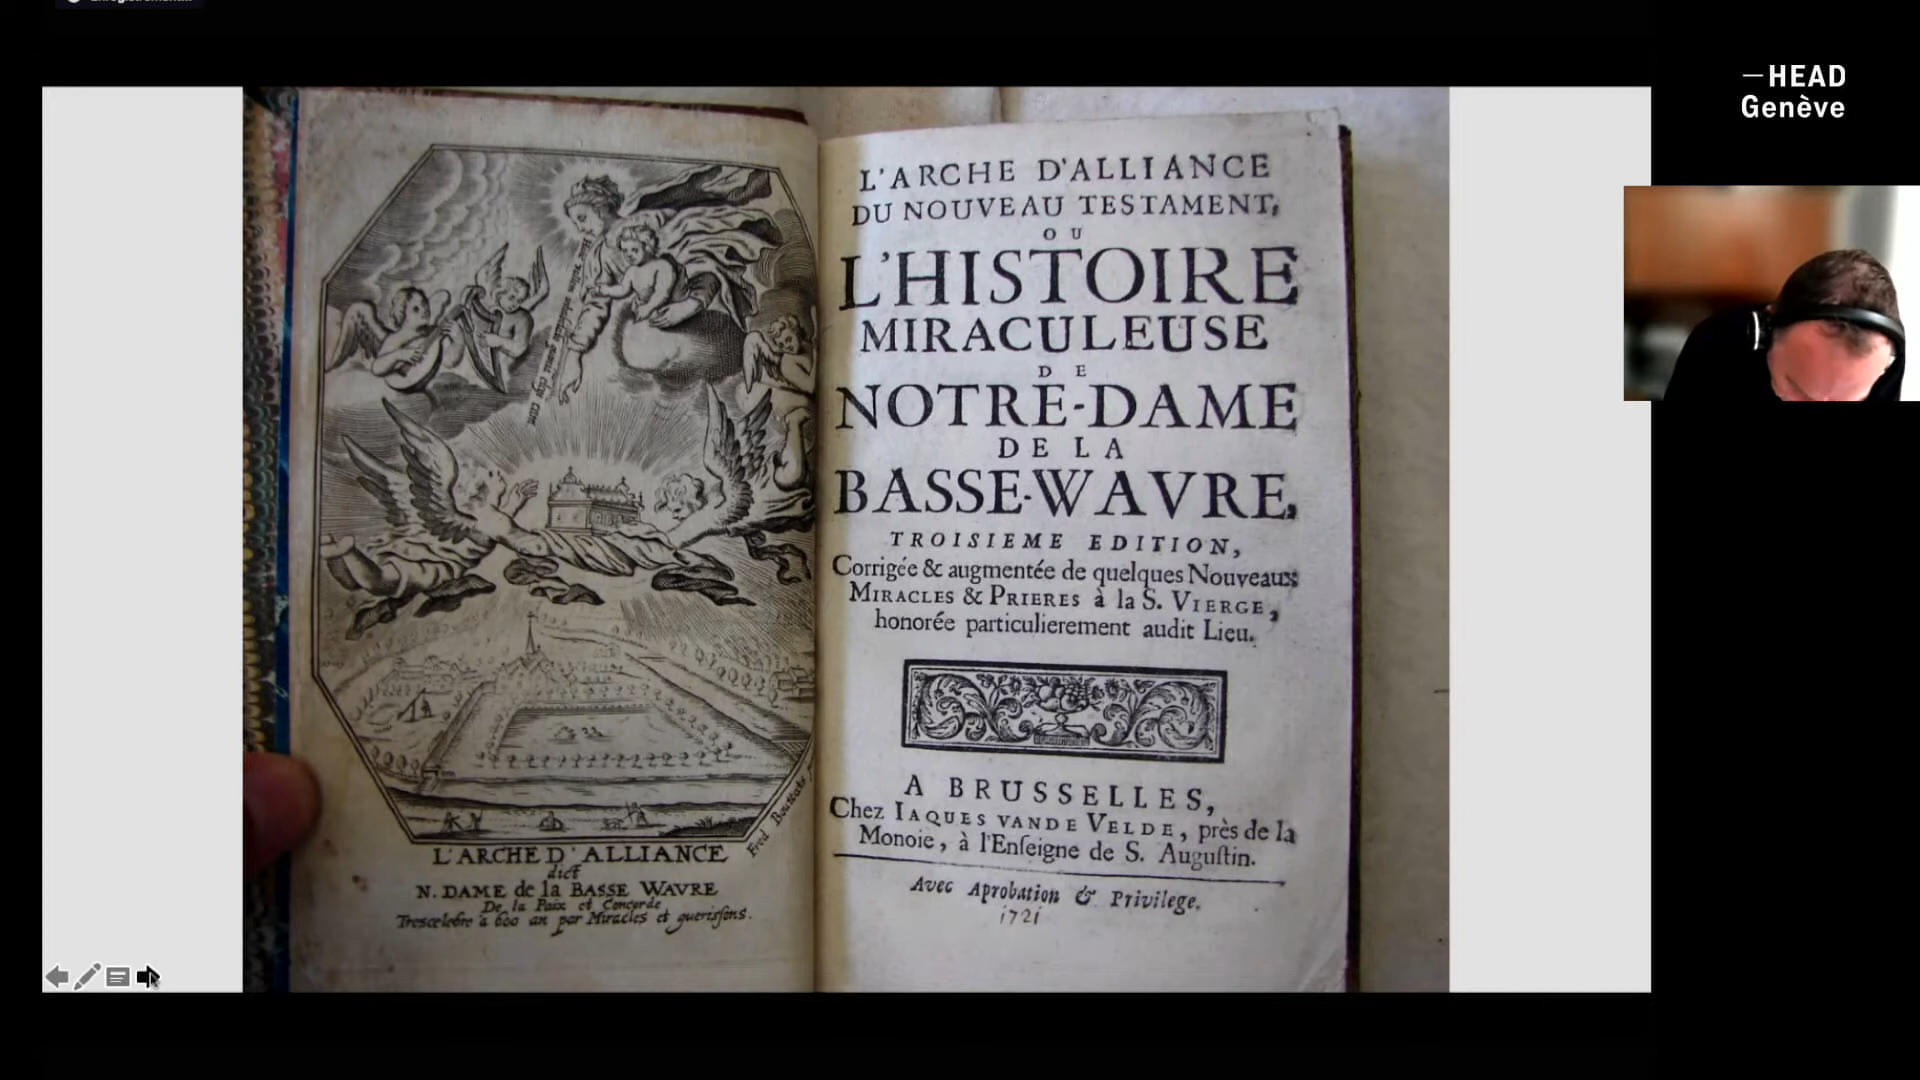 —HEAD
Genève
L'ARCHE D'ALLIANCE
dict
N. DAME de la BASSE WAVRE
De la Paix et Concorde
Trescelebre a 600 an par Miracles et guerissons.
Fred Bouttats
L'ARCHE D'ALLIANCE
DU NOUVEAU TESTAMENT,
OU
L'HISTOIRE
MIRACULEUSE
DE
NOTRE-DAME
DE LA
BASSE-WAVRE,
TROISIEME EDITION,
Corrigée & augmentée de quelques Nouveaux
MIRACLES & PRIERES à la S. VIERGE,
honorée particulierement audit Lieu.
A BRUSSELLES,
Chez IAQUES VANDE VELDE, près de la
Monoie, à l'Enseigne de S. Augustin.
Avec Aprobation & Privilege.
1721